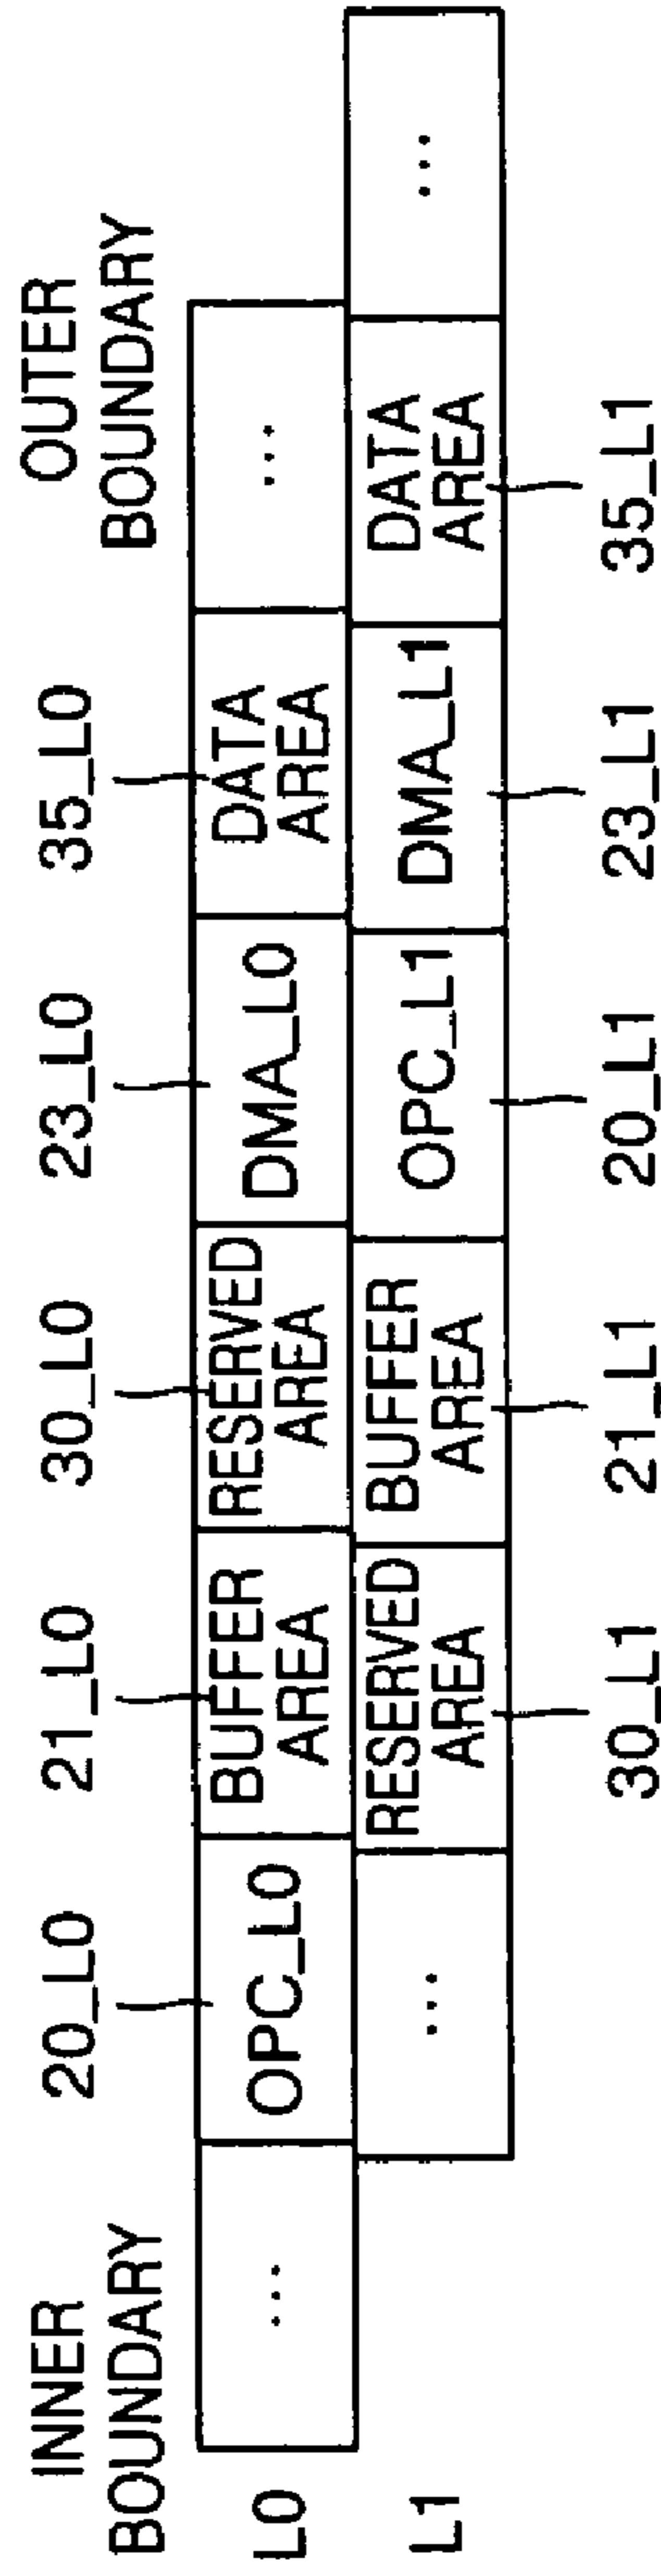 INNER
BOUNDARY
OUTER
BOUNDARY
20_L0
21_L0
30_L0
23_L0
35_L0
L0
...
OPC_L0
BUFFER
AREA
RESERVED
AREA
DMA_L0
DATA
AREA
...
L1
...
RESERVED
AREA
BUFFER
AREA
OPC_L1
DMA_L1
DATA
AREA
...
30_L1
21_L1
20_L1
23_L1
35_L1